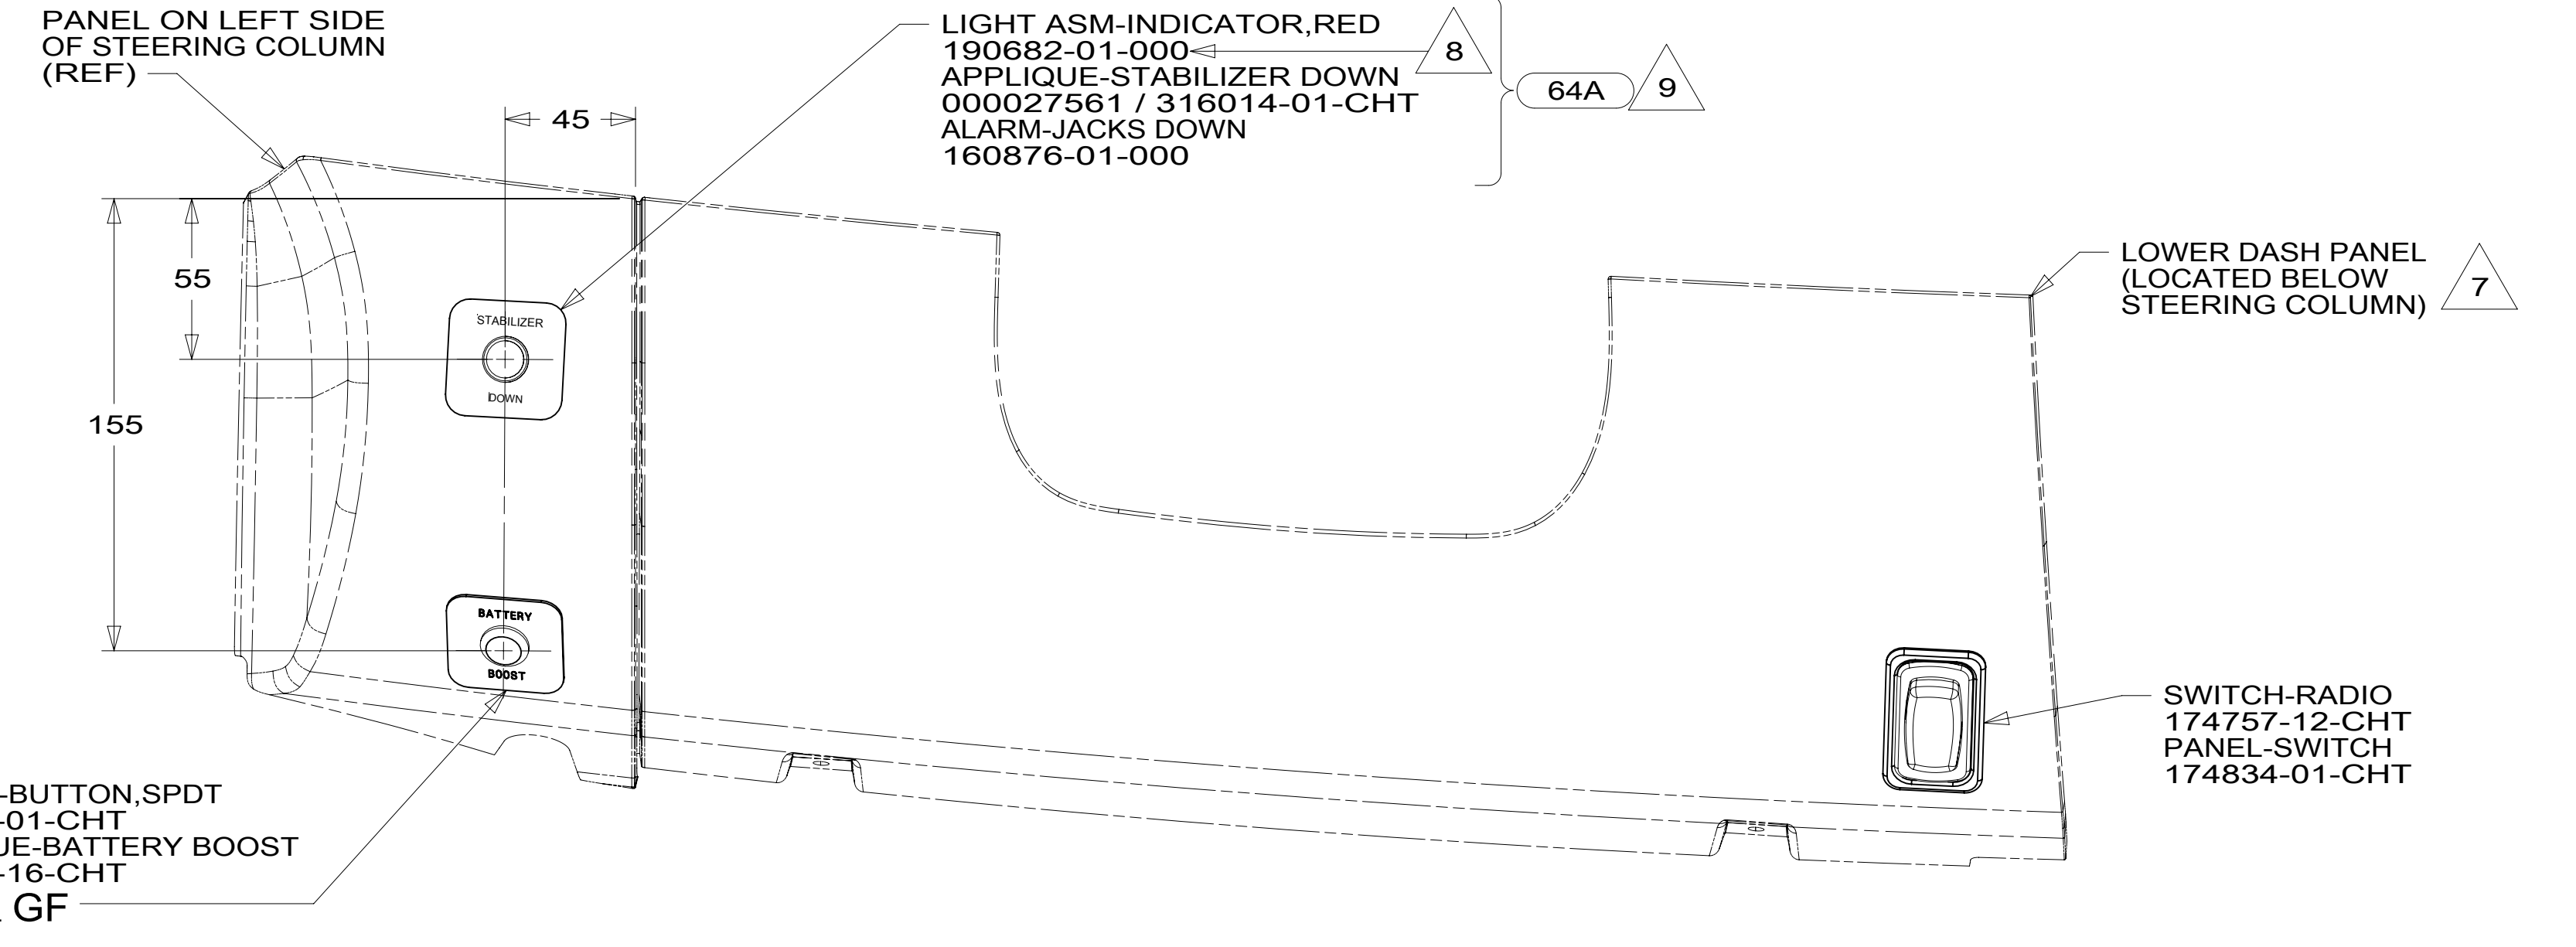 PANEL ON LEFT SIDE
OF STEERING COLUMN
(REF)
LIGHT ASM-INDICATOR,RED
190682-01-000
APPLIQUE-STABILIZER DOWN
000027561 / 316014-01-CHT
ALARM-JACKS DOWN
160876-01-000
8
64A
9
45
55
155
STABILIZER
DOWN
BATTERY
BOOST
LOWER DASH PANEL
(LOCATED BELOW
STEERING COLUMN)
7
SWITCH-RADIO
174757-12-CHT
PANEL-SWITCH
174834-01-CHT
-BUTTON,SPDT
-01-CHT
UE-BATTERY BOOST
-16-CHT
GF